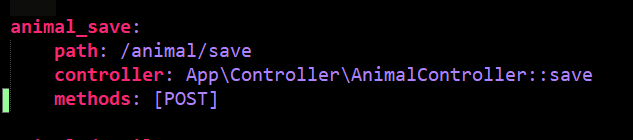 animal_save:
    path: /animal/save
    controller: App\Controller\AnimalController::save
    methods: [POST]